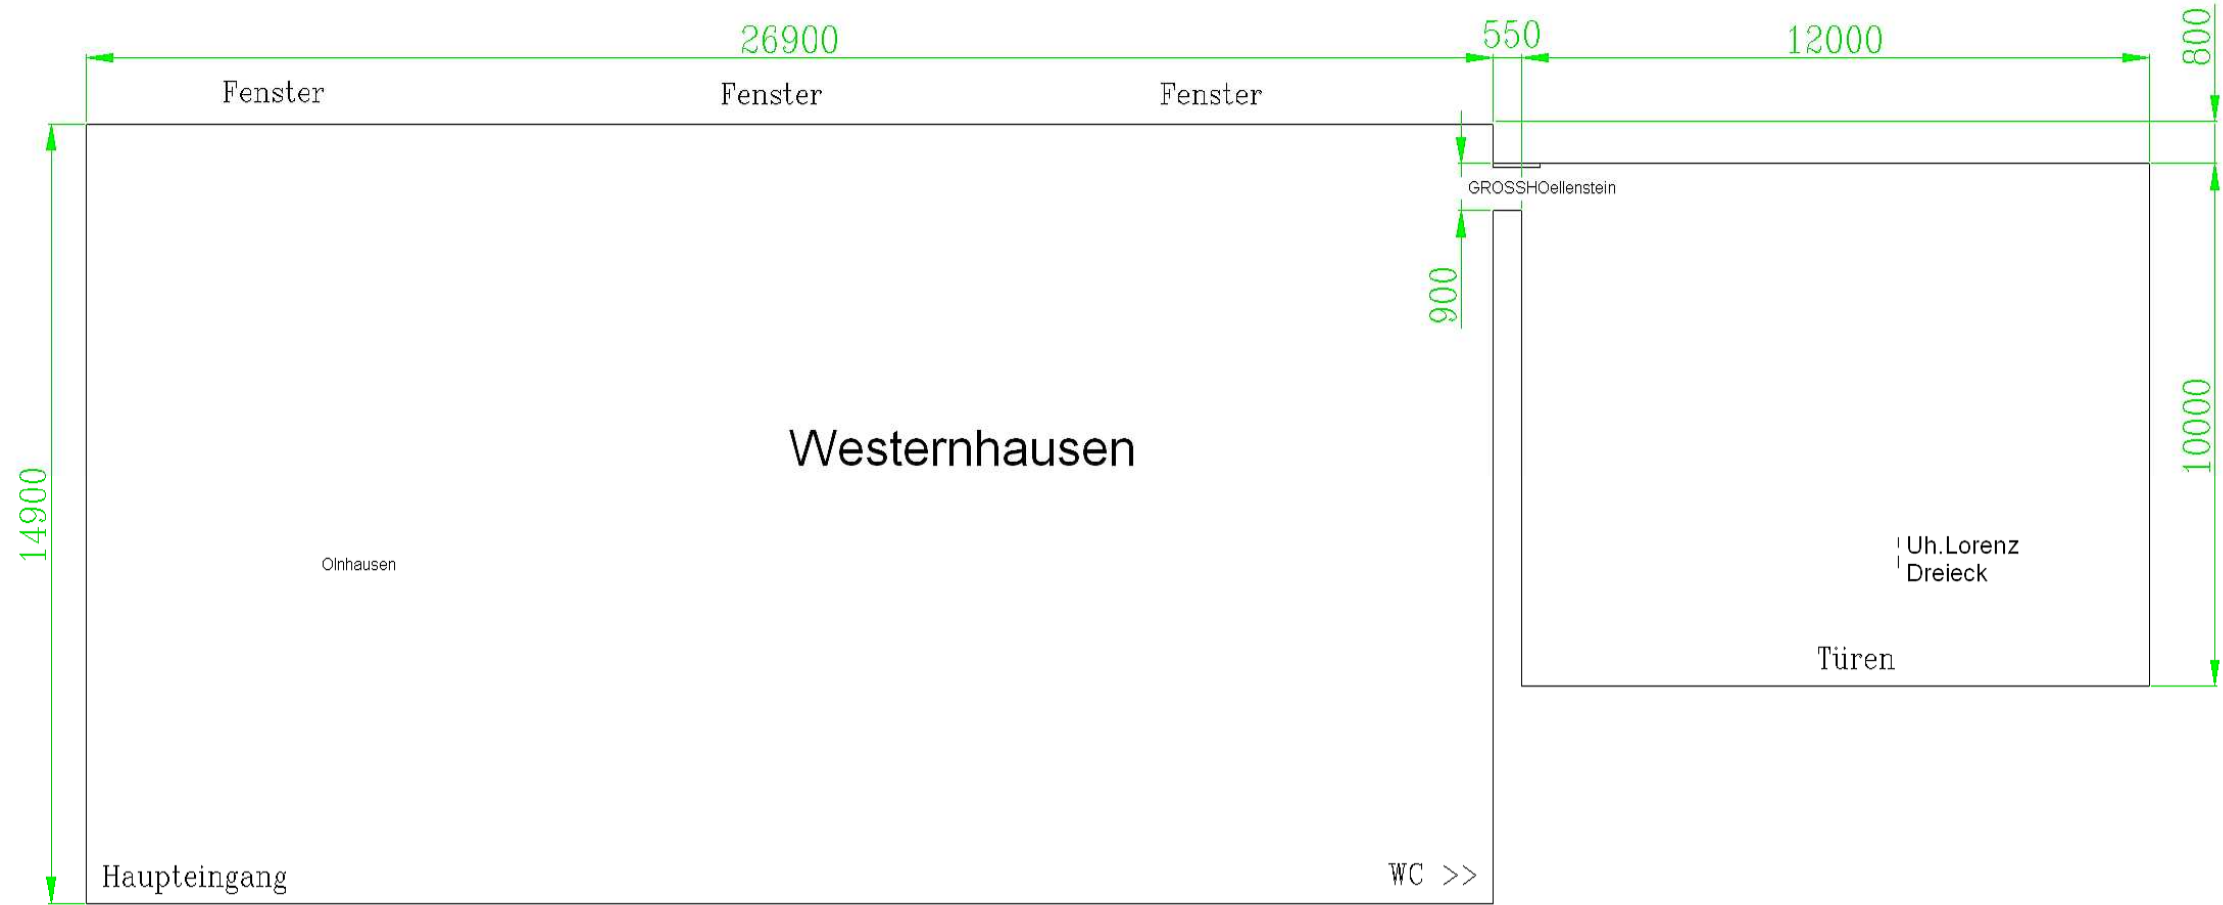 26900
550
12000
800
Fenster
Fenster
Fenster
GROSSHOellenstein
900
Westernhausen
10000
14900
Olnhausen
Uh.Lorenz
Dreieck
Türen
Haupteingang
WC >>